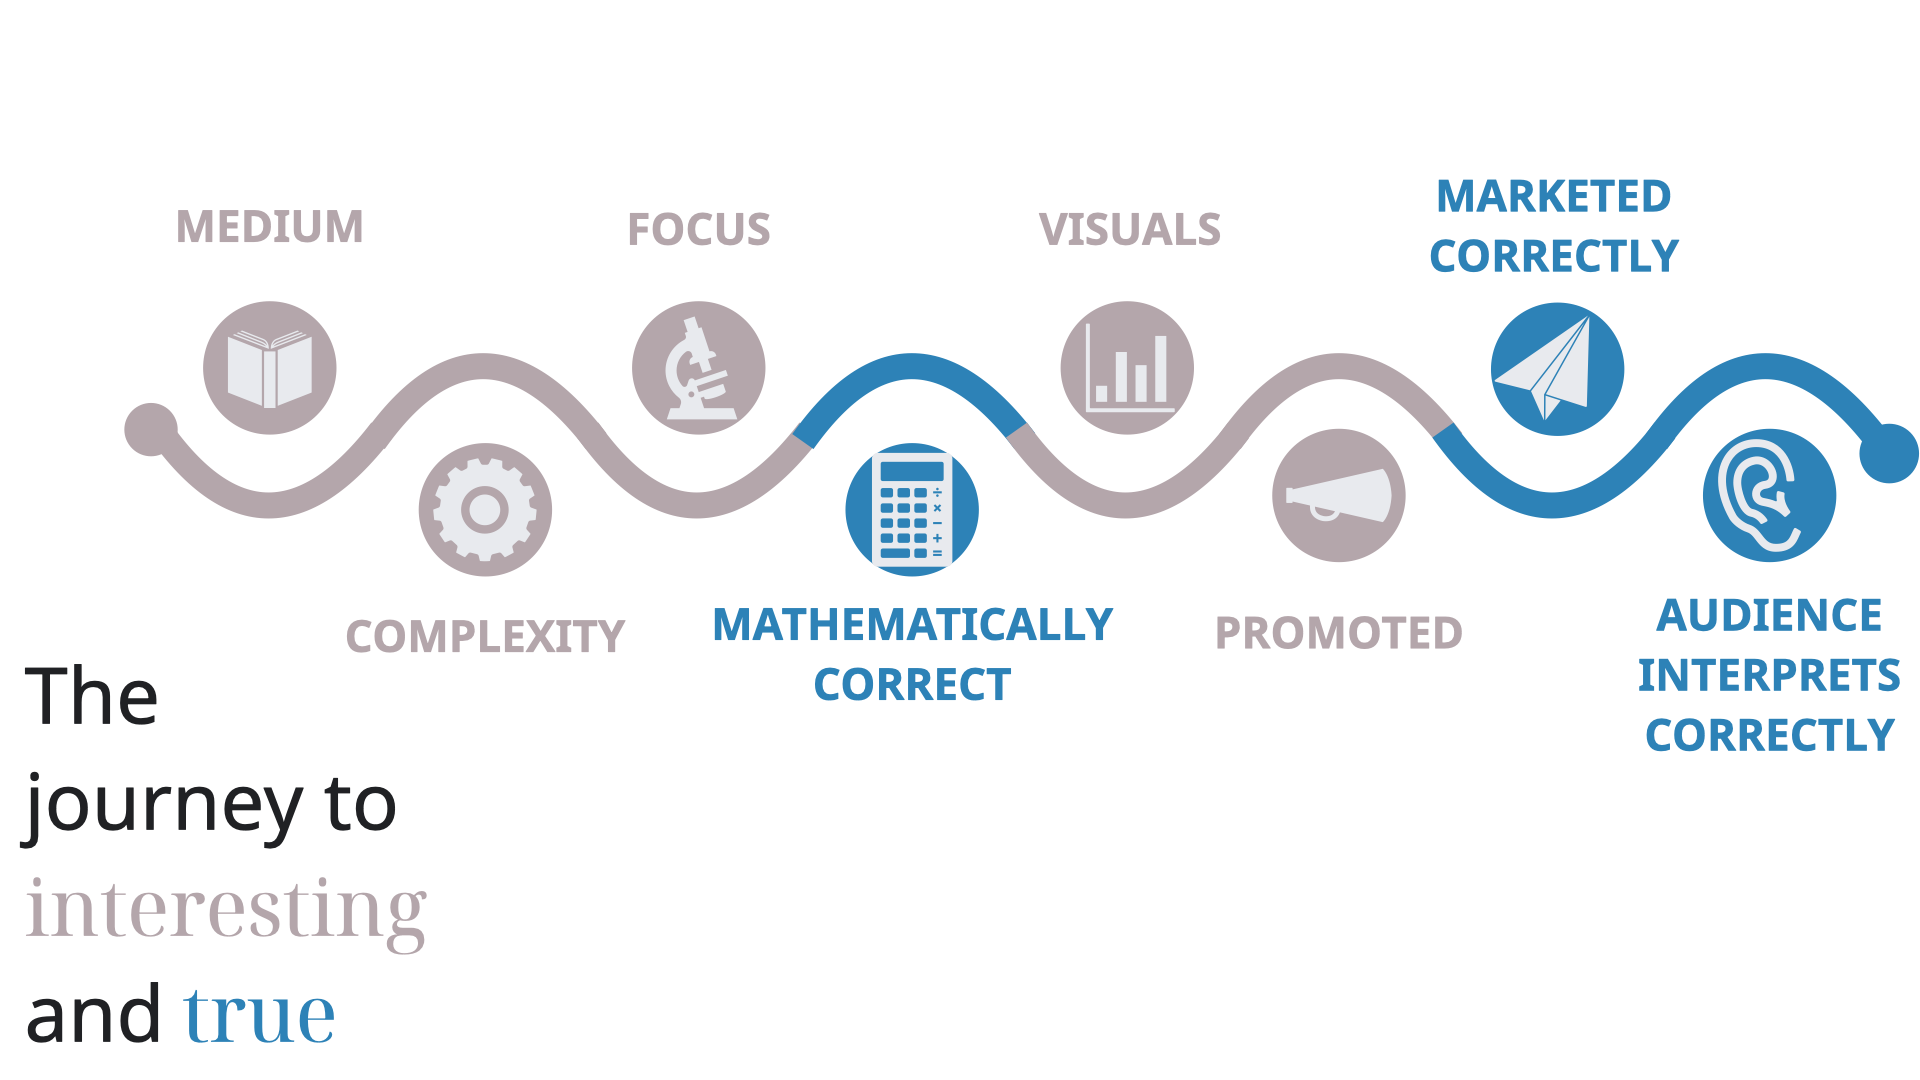 MEDIUM
FOCUS
VISUALS
MARKETED
CORRECTLY
COMPLEXITY
MATHEMATICALLY
CORRECT
PROMOTED
AUDIENCE
INTERPRETS
CORRECTLY
The
journey to
interesting
and true